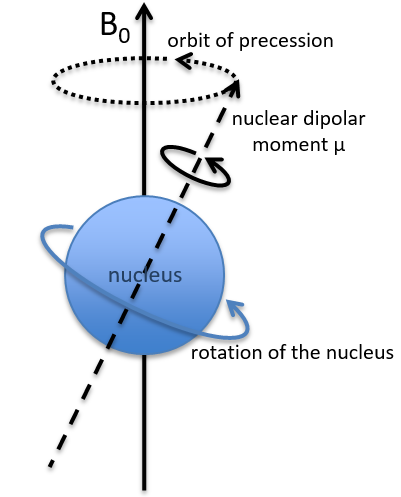 B₀
orbit of precession
nuclear dipolar
moment μ
nucleus
rotation of the nucleus